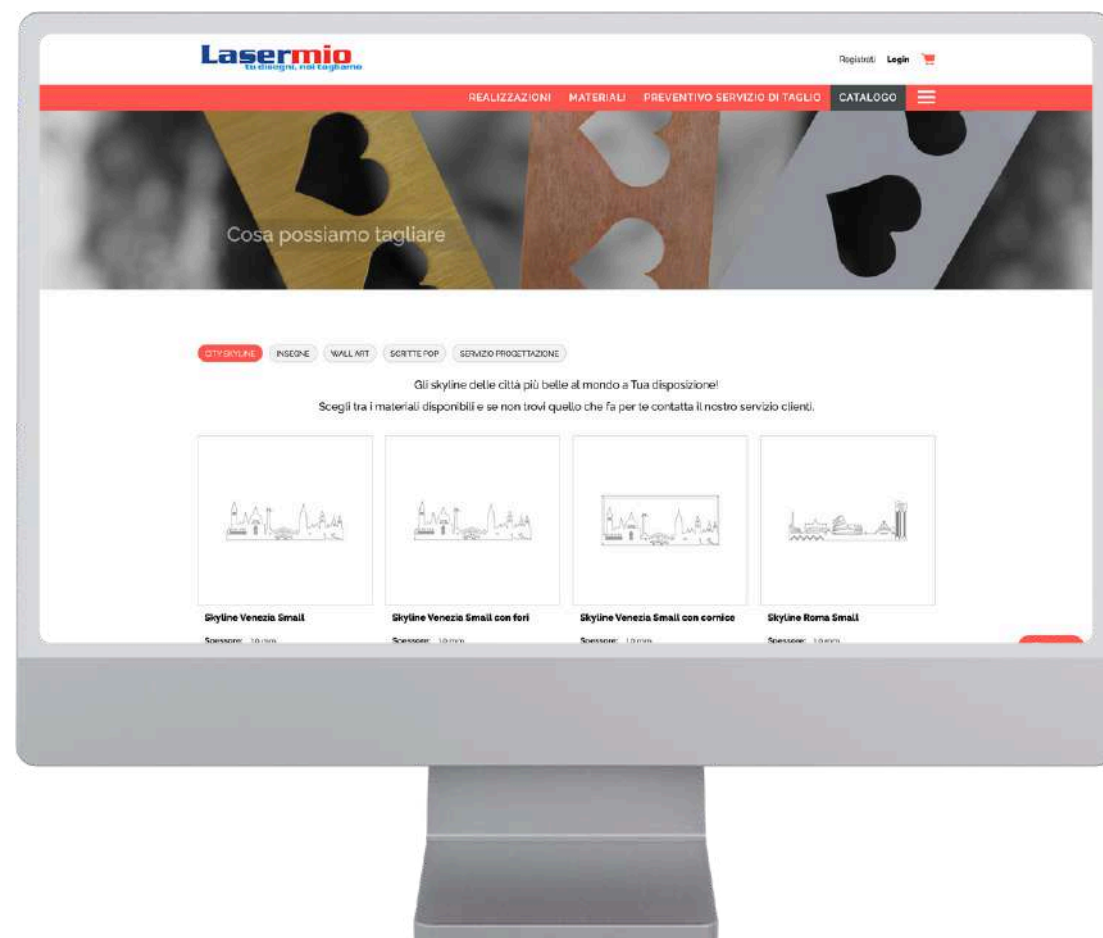 Lasermio
tu disegni, noi tagliamo
Registrati Login
REALIZZAZIONI MATERIALI PREVENTIVO SERVIZIO DI TAGLIO CATALOGO
Cosa possiamo tagliare
CITY SKYLINE INSEGNE WALL ART SCRITTE POP SERVIZIO PROGETTAZIONE
Gli skyline delle città più belle al mondo a Tua disposizione!
Scegli tra i materiali disponibili e se non trovi quello che fa per te contatta il nostro servizio clienti.
Skyline Venezia Small Skyline Venezia Small con fori Skyline Venezia Small con cornice Skyline Roma Small
Spessore: Spessore: Spessore: Spessore: